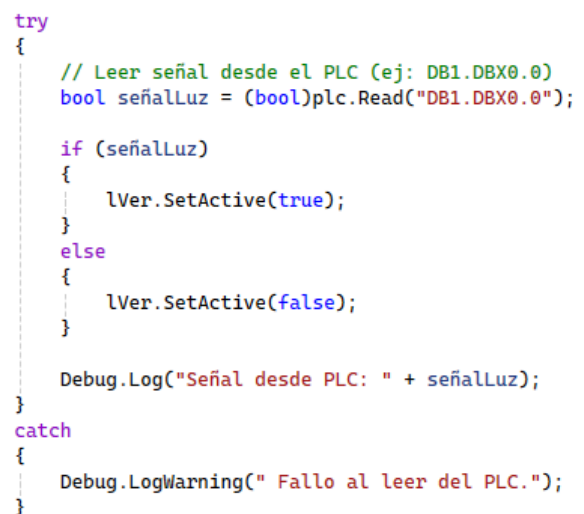 try
{
// Leer señal desde el PLC (ej: DB1.DBX0.0)
bool señalLuz = (bool)plc.Read("DB1.DBX0.0");
if (señalLuz)
{
lVer.SetActive(true);
}
else
{
lVer.SetActive(false);
}
Debug.Log("Señal desde PLC: " + señalLuz);
}
catch
{
Debug.LogWarning(" Fallo al leer del PLC.");
}